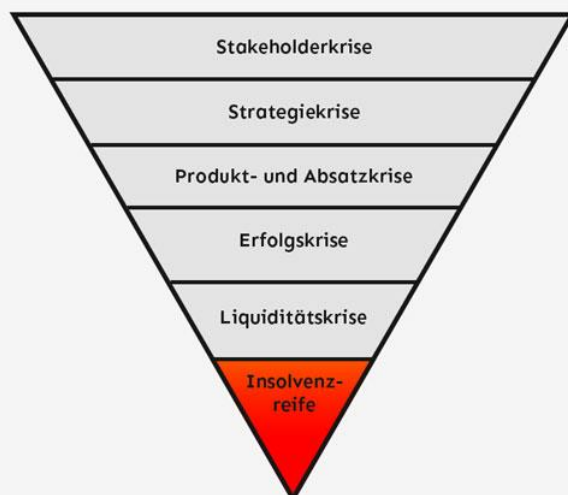 Stakeholderkrise
Strategiekrise
Produkt- und Absatzkrise
Erfolgskrise
Liquiditätskrise
Insolvenz-
reife